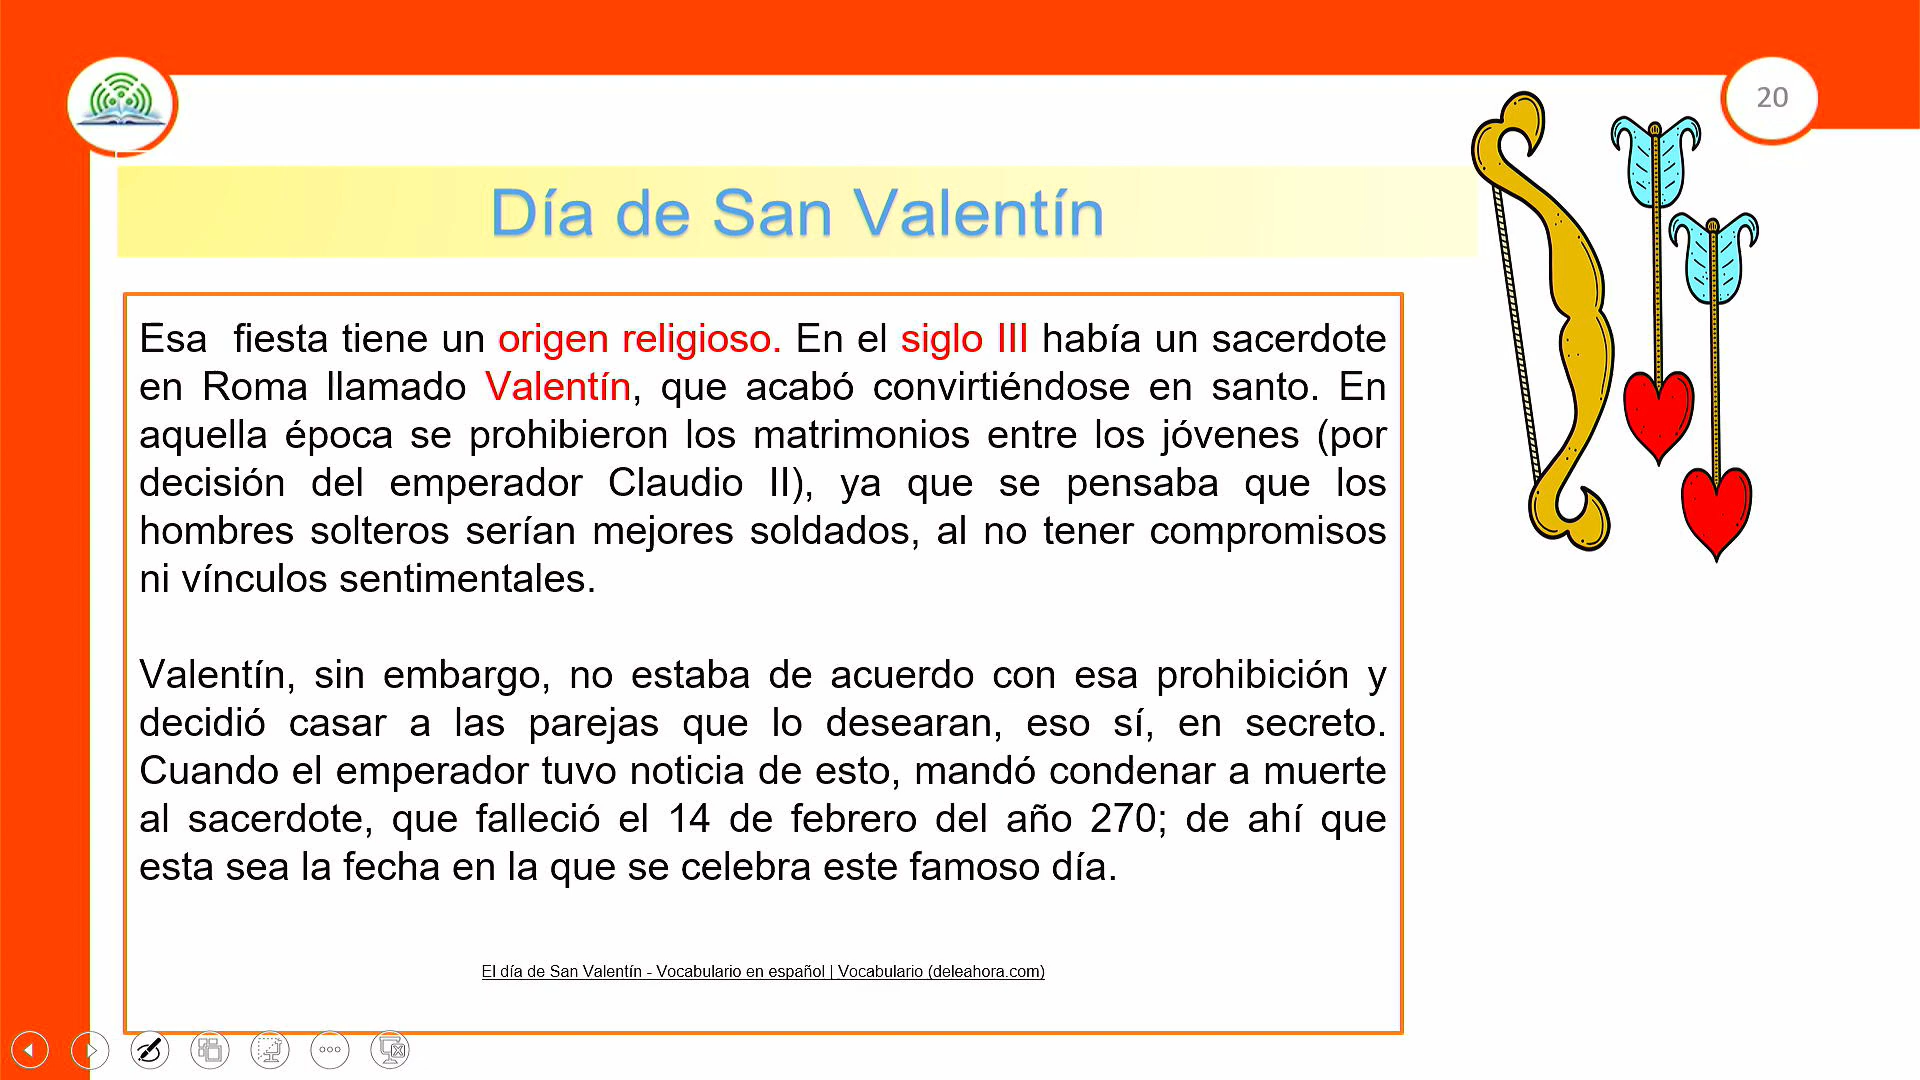 20
Día de San Valentín
Esa fiesta tiene un origen religioso. En el siglo III había un sacerdote
en Roma llamado Valentín, que acabó convirtiéndose en santo. En
aquella época se prohibieron los matrimonios entre los jóvenes (por
decisión del emperador Claudio II), ya que se pensaba que los
hombres solteros serían mejores soldados, al no tener compromisos
ni vínculos sentimentales.
Valentín, sin embargo, no estaba de acuerdo con esa prohibición y
decidió casar a las parejas que lo desearan, eso sí, en secreto.
Cuando el emperador tuvo noticia de esto, mandó condenar a muerte
al sacerdote, que falleció el 14 de febrero del año 270; de ahí que
esta sea la fecha en la que se celebra este famoso día.
El día de San Valentín - Vocabulario en español | Vocabulario (deleahora.com)